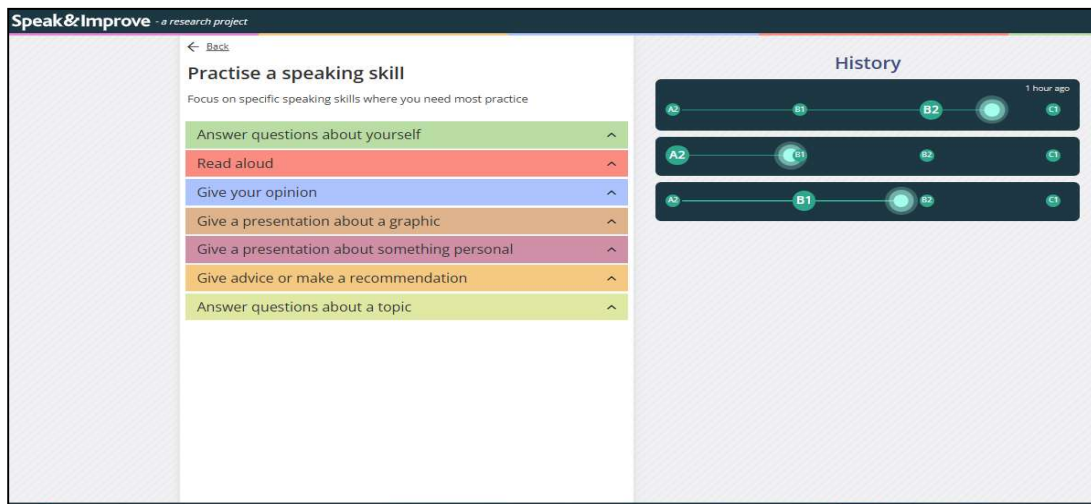 Speak&Improve - a research project
← Back
Practise a speaking skill
Focus on specific speaking skills where you need most practice
Answer questions about yourself
Read aloud
Give your opinion
Give a presentation about a graphic
Give a presentation about something personal
Give advice or make a recommendation
Answer questions about a topic
History
1 hour ago
A2 B1 B2 C1
A2 B1 B2 C1
A2 B1 B2 C1